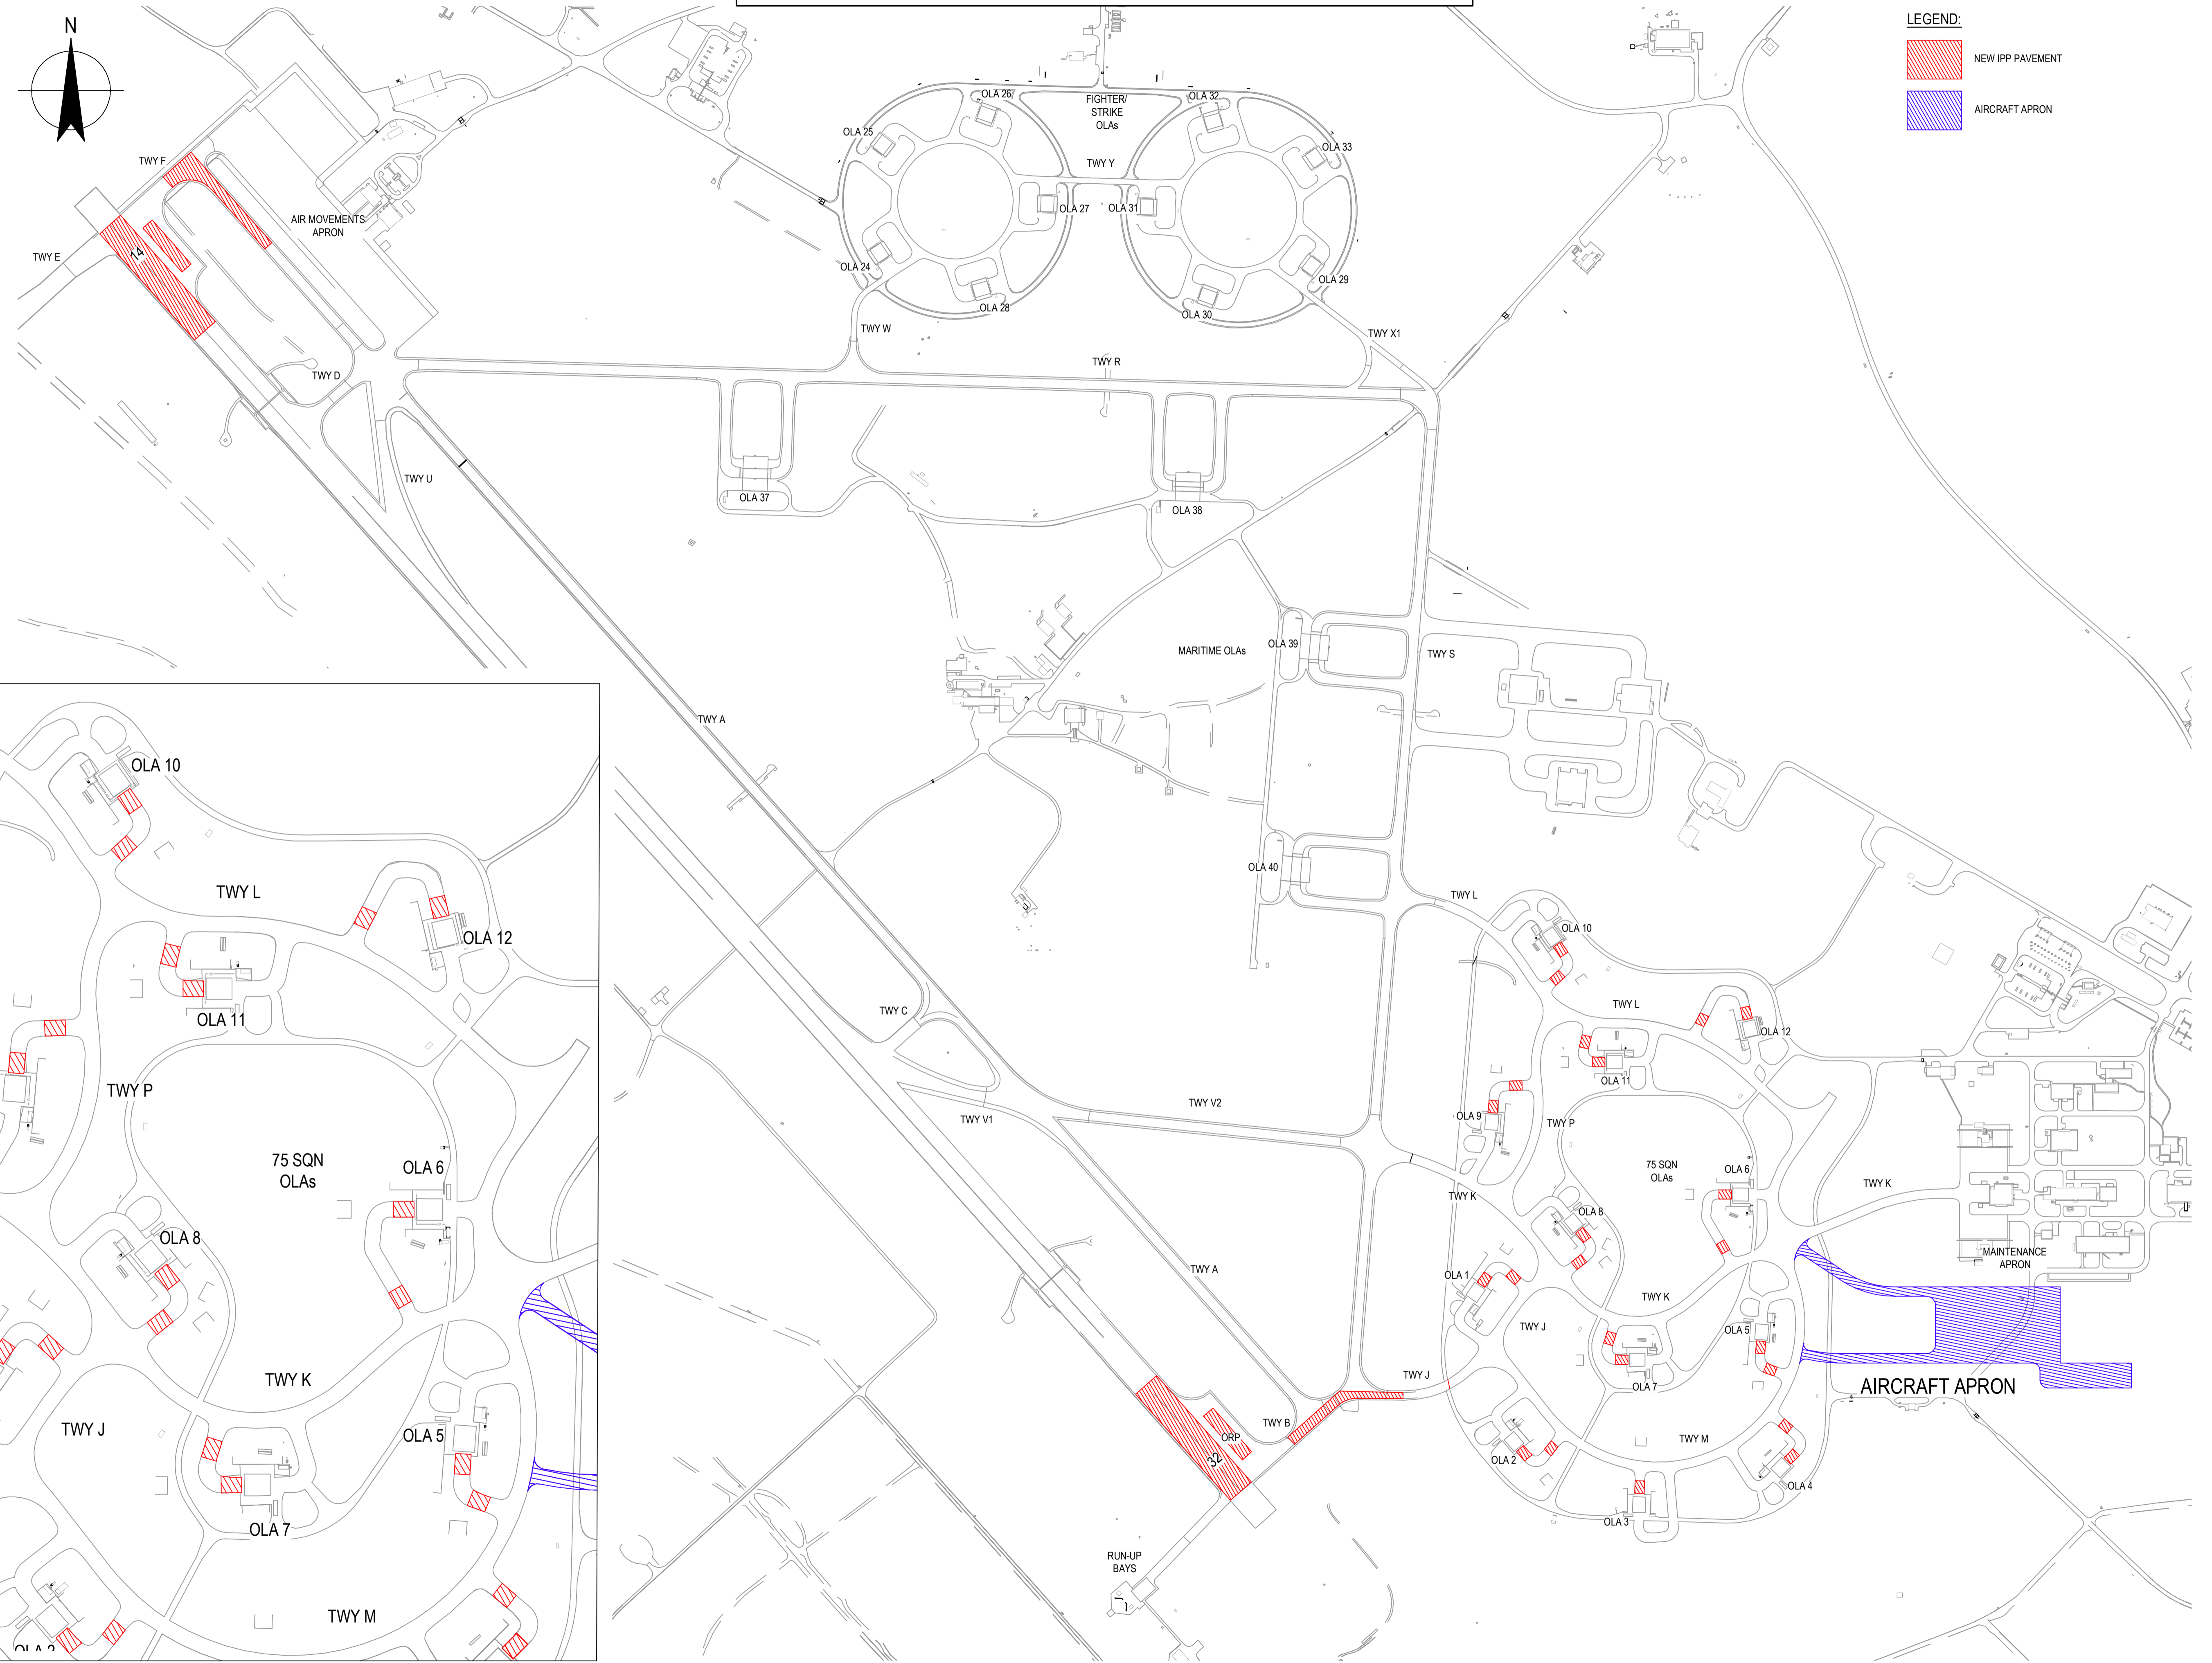 N
LEGEND:
NEW IPP PAVEMENT
AIRCRAFT APRON
OLA 26
FIGHTER/
STRIKE
OLAs
OLA 32
OLA 25
OLA 33
TWY Y
TWY F
OLA 27
OLA 31
AIR MOVEMENTS
APRON
14
TWY E
OLA 24
OLA 29
OLA 28
OLA 30
TWY W
TWY X1
TWY R
TWY D
TWY U
OLA 37
OLA 38
MARITIME OLAs
OLA 39
TWY S
TWY A
OLA 40
TWY L
OLA 10
TWY L
OLA 12
TWY C
OLA 11
TWY V2
OLA 9
TWY P
TWY V1
75 SQN
OLAs
OLA 6
TWY K
TWY K
OLA 8
MAINTENANCE
APRON
TWY A
OLA 1
TWY K
TWY J
OLA 5
TWY J
OLA 7
AIRCRAFT APRON
TWY B
ORP
32
TWY M
OLA 2
OLA 4
OLA 3
RUN-UP
BAYS
OLA 10
TWY L
OLA 12
OLA 11
TWY P
75 SQN
OLAs
OLA 6
OLA 8
TWY K
TWY J
OLA 5
OLA 7
TWY M
OLA 2